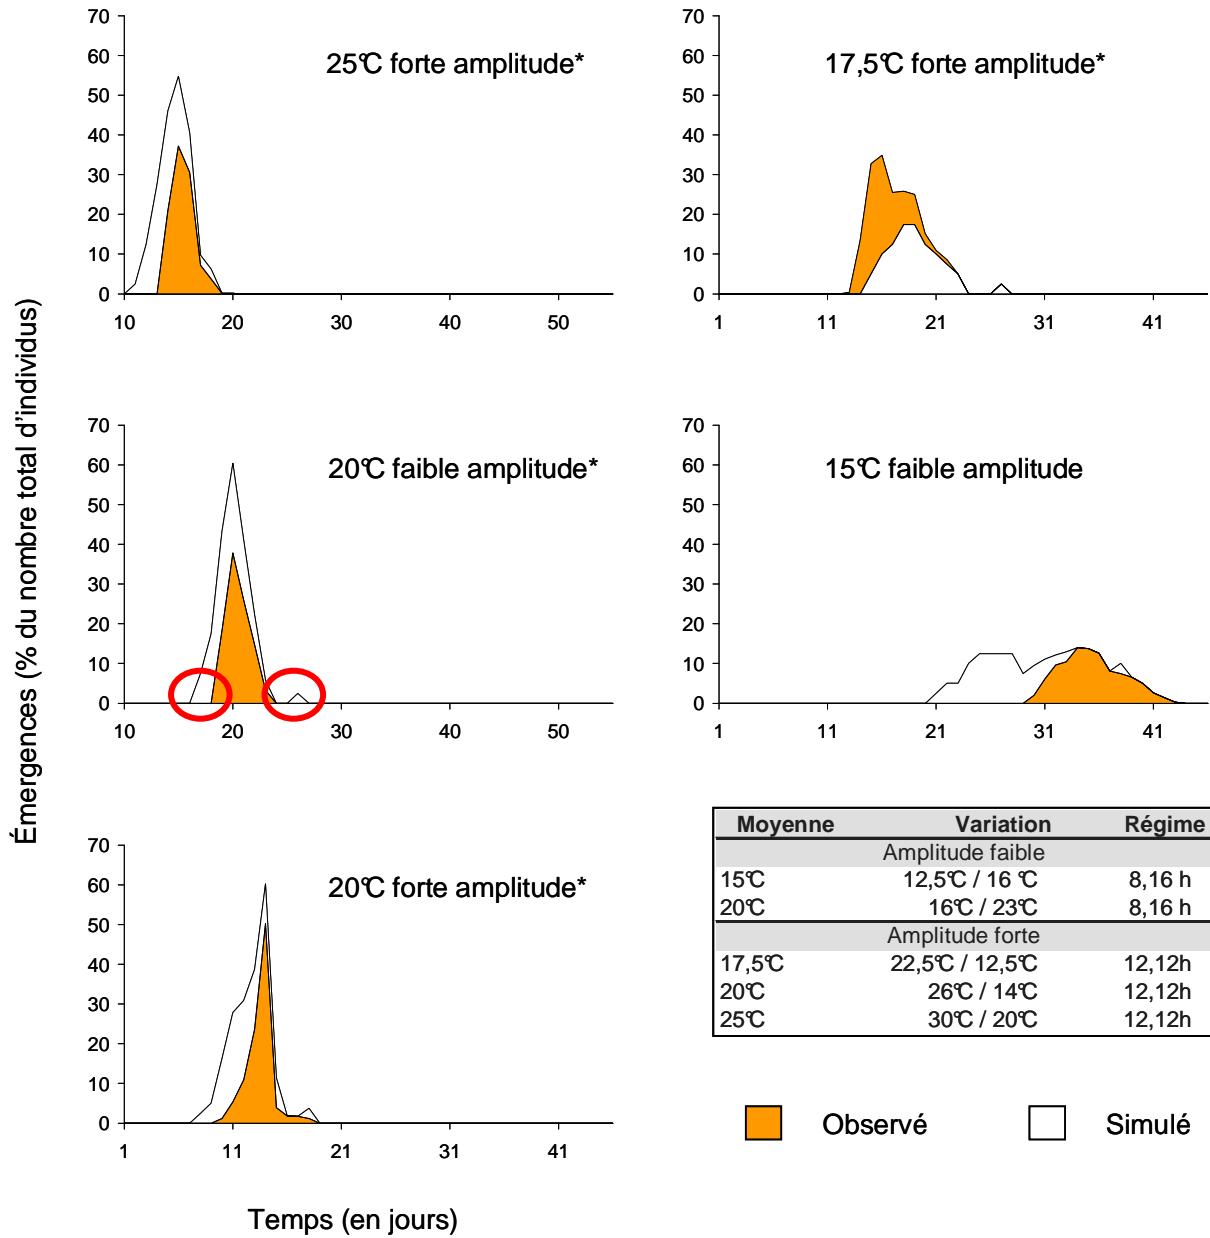 Émergences (% du nombre total d'individus)
25°C forte amplitude*
70
60
50
40
30
20
10
0
10 20 30 40 50
17,5°C forte amplitude*
70
60
50
40
30
20
10
0
1 11 21 31 41
20°C faible amplitude*
70
60
50
40
30
20
10
0
10 20 30 40 50
15°C faible amplitude
70
60
50
40
30
20
10
0
1 11 21 31 41
20°C forte amplitude*
70
60
50
40
30
20
10
0
1 11 21 31 41
Temps (en jours)
Moyenne Variation Régime
Amplitude faible
15°C 12,5°C / 16 °C 8,16 h
20°C 16°C / 23°C 8,16 h
Amplitude forte
17,5°C 22,5°C / 12,5°C 12,12h
20°C 26°C / 14°C 12,12h
25°C 30°C / 20°C 12,12h
Observé Simulé